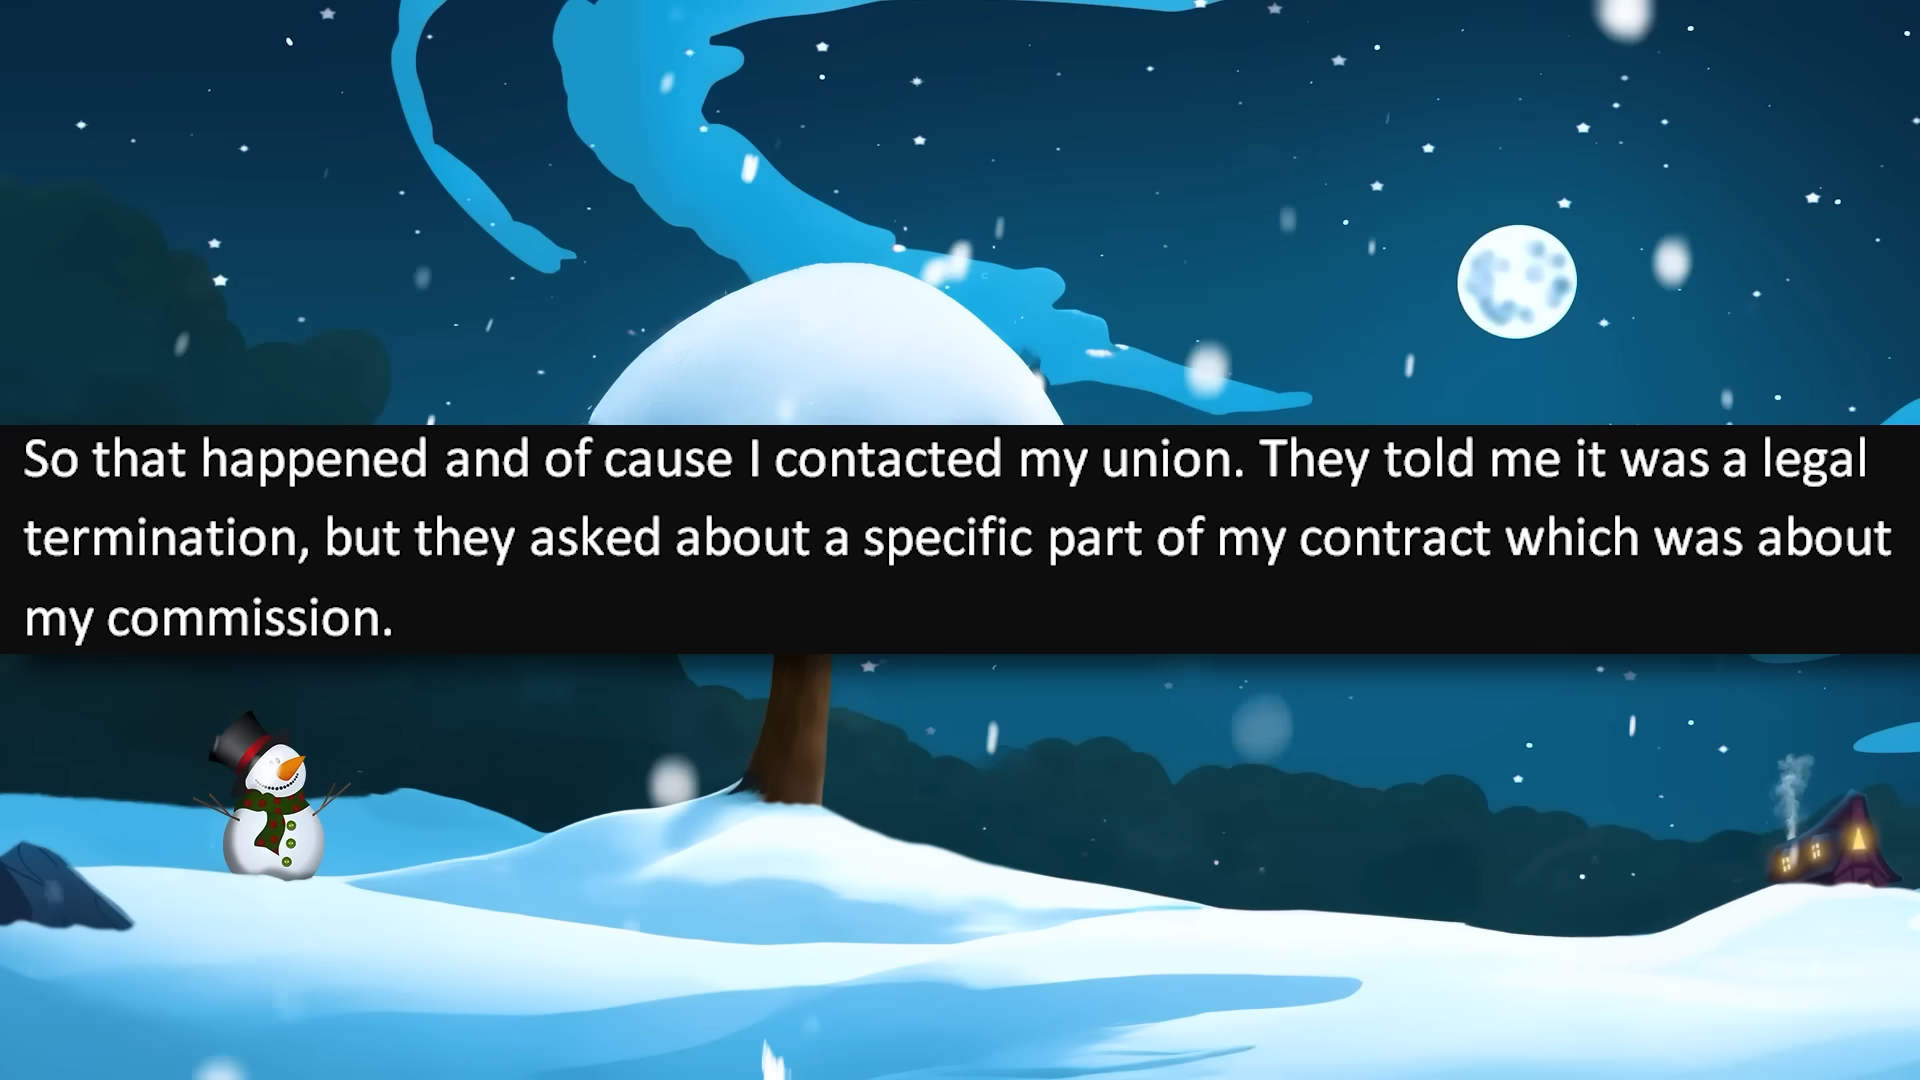 So that happened and of cause I contacted my union. They told me it was a legal
termination, but they asked about a specific part of my contract which was about
my commission.